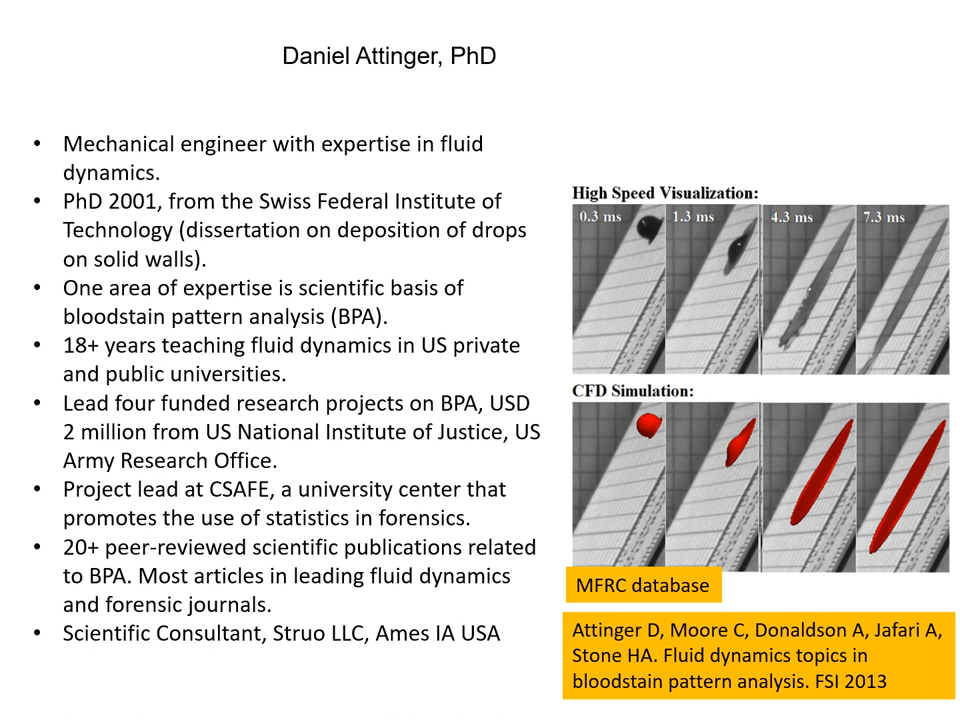 Daniel Attinger, PhD
• Mechanical engineer with expertise in fluid
dynamics.
• PhD 2001, from the Swiss Federal Institute of
Technology (dissertation on deposition of drops
on solid walls).
• One area of expertise is scientific basis of
bloodstain pattern analysis (BPA).
• 18+ years teaching fluid dynamics in US private
and public universities.
• Lead four funded research projects on BPA, USD
2 million from US National Institute of Justice, US
Army Research Office.
• Project lead at CSAFE, a university center that
promotes the use of statistics in forensics.
• 20+ peer-reviewed scientific publications related
to BPA. Most articles in leading fluid dynamics
and forensic journals.
• Scientific Consultant, Struo LLC, Ames IA USA
High Speed Visualization:
0.3 ms 1.3 ms 4.3 ms 7.3 ms
CFD Simulation:
MFRC database
Attinger D, Moore C, Donaldson A, Jafari A,
Stone HA. Fluid dynamics topics in
bloodstain pattern analysis. FSI 2013